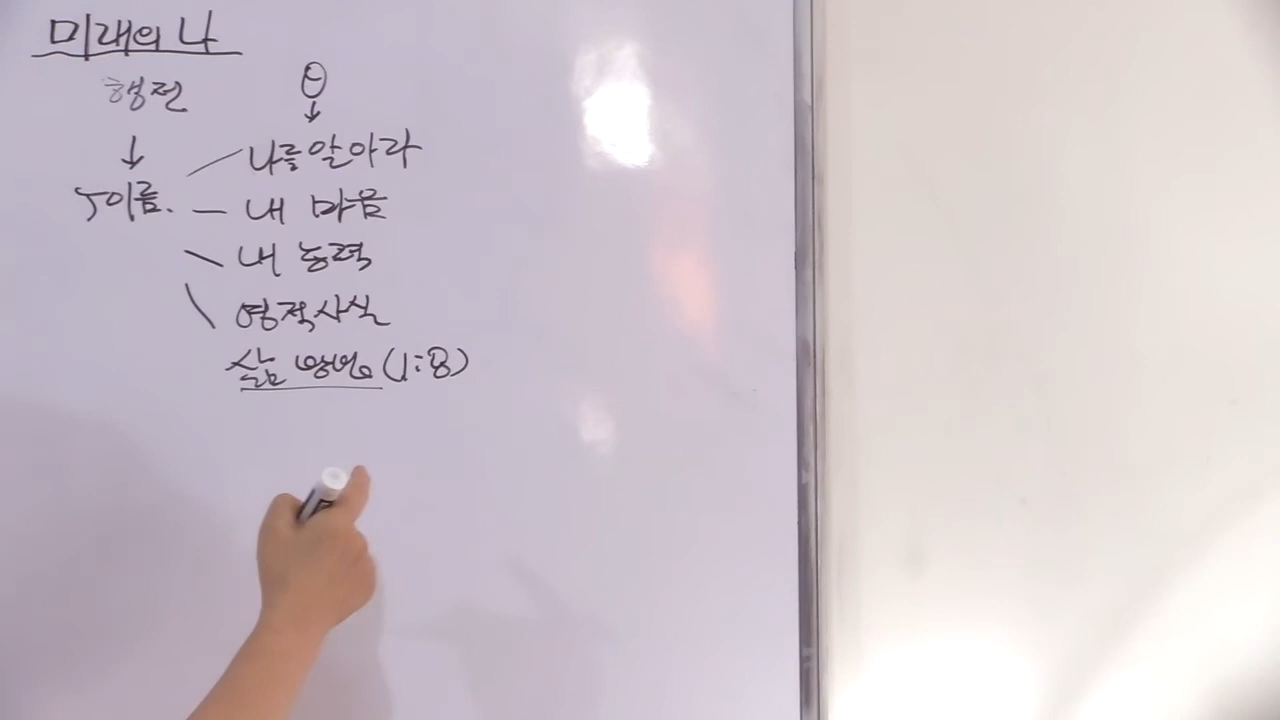 미래의 나
행전 Θ
↓ ↓
이름. 나를 알아라
내 마음
내 능력
영적사실
삶 (1:8)